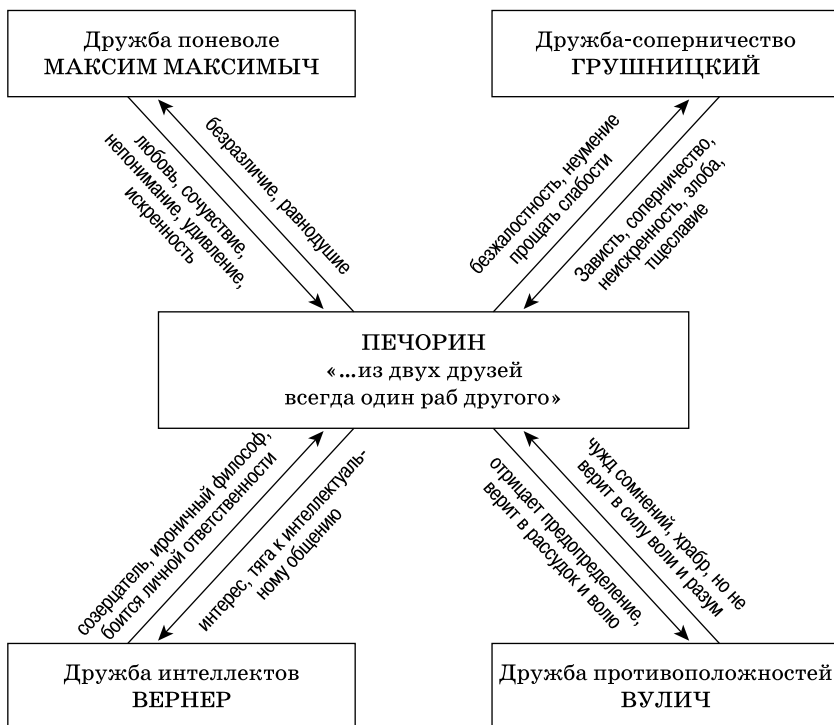 Дружба поневоле
МАКСИМ МАКСИМЫЧ
Дружба-соперничество
ГРУШНИЦКИЙ
любовь, сочувствие,
непонимание, удивление,
искренность
безразличие, равнодушие
безжалостность, неумение
прощать слабости
Зависть, соперничество,
неискренность, злоба,
тщеславие
ПЕЧОРИН
«...из двух друзей
всегда один раб другого»
созерцатель, ироничный философ,
боится личной ответственности
интерес, тяга к интеллектуаль-
ному общению
отрицает предопределение,
верит в рассудок и волю
чужд сомнений, храбр, но не
верит в силу воли и разум
Дружба интеллектов
ВЕРНЕР
Дружба противоположностей
ВУЛИЧ